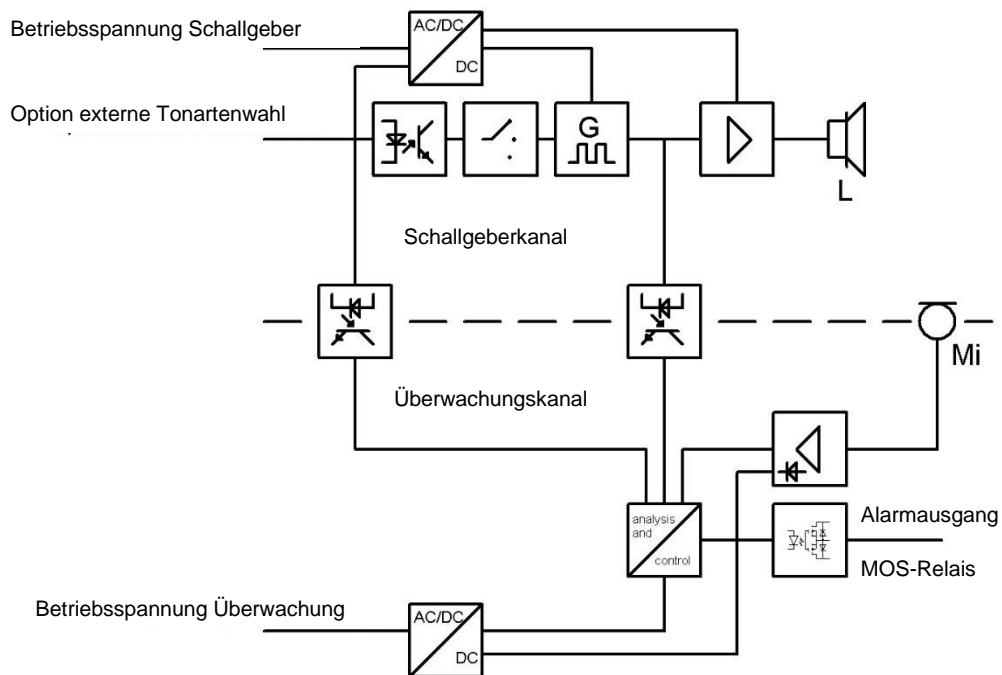 Betriebsspannung Schallgeber
AC/DC
DC
Option externe Tonartenwahl
G
L
Schallgeberkanal
Mi
Überwachungskanal
analysis
and
control
Alarmausgang
MOS-Relais
Betriebsspannung Überwachung
AC/DC
DC